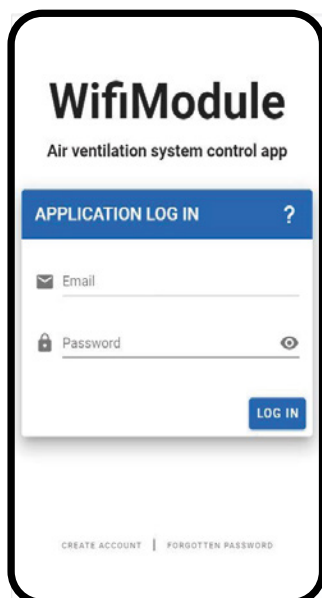 WifiModule
Air ventilation system control app
APPLICATION LOG IN ?
Email
Password
LOG IN
CREATE ACCOUNT | FORGOTTEN PASSWORD